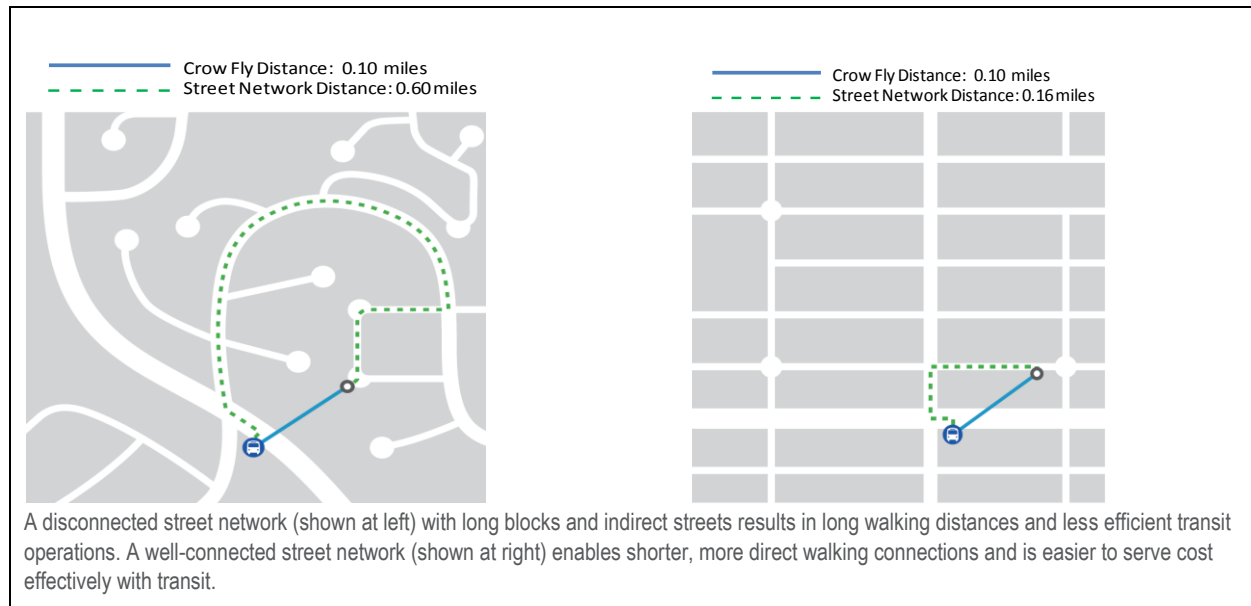 Crow Fly Distance: 0.10 miles
Street Network Distance: 0.60 miles
Crow Fly Distance: 0.10 miles
Street Network Distance: 0.16 miles
A disconnected street network (shown at left) with long blocks and indirect streets results in long walking distances and less efficient transit
operations. A well-connected street network (shown at right) enables shorter, more direct walking connections and is easier to serve cost
effectively with transit.